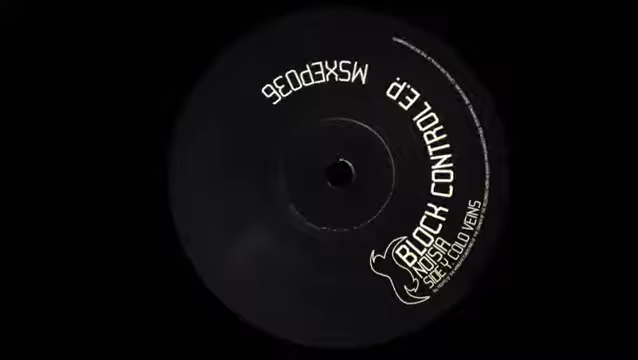 MSXEP036
BLOCK CONTROL E.P.
NOISIA
SIDE Y. COLD VEINS